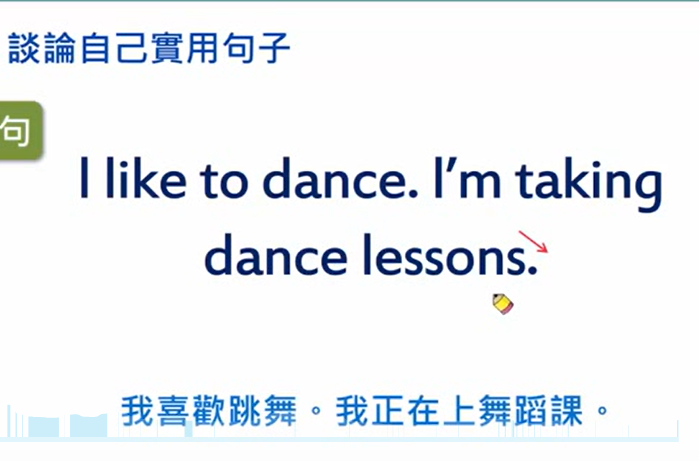 談論自己實用句子
句
I like to dance. I’m taking
dance lessons.
我喜歡跳舞。我正在上舞蹈課。